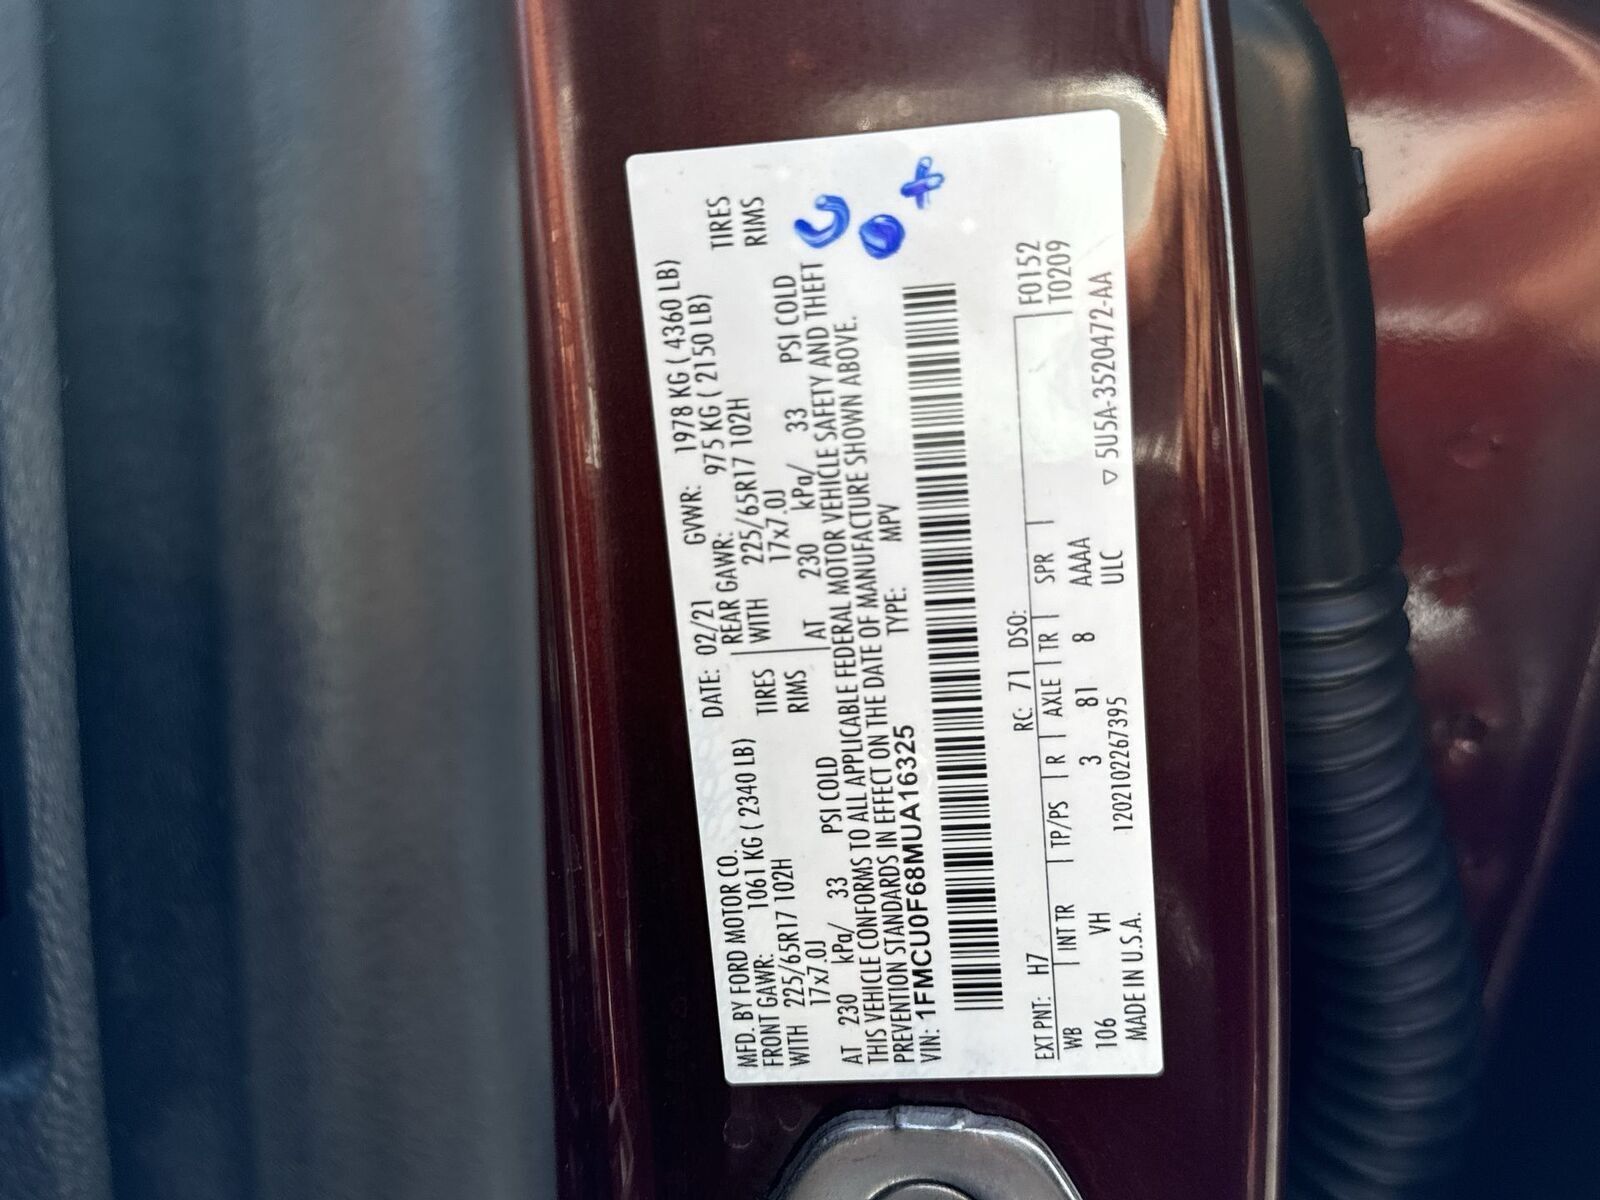 MFD. BY FORD MOTOR CO. DATE: 02/21 GVWR: 1978 KG ( 4360 LB)
FRONT GAWR: 1061 KG ( 2340 LB) REAR GAWR: 975 KG ( 2150 LB)
WITH 225/65R17 102H TIRES WITH 225/65R17 102H TIRES
17x7.0J RIMS 17x7.0J RIMS
AT 230 kPa/ 33 PSI COLD AT 230 kPa/ 33 PSI COLD
THIS VEHICLE CONFORMS TO ALL APPLICABLE FEDERAL MOTOR VEHICLE SAFETY AND THEFT
PREVENTION STANDARDS IN EFFECT ON THE DATE OF MANUFACTURE SHOWN ABOVE.
VIN: 1FMCU0F68MUA16325 TYPE: MPV
EXT PNT: H7 RC: 71 DSO: F0152
WB INT TR TP/PS R AXLE TR SPR T0209
106 VH 3 81 8 AAAA
MADE IN U.S.A. 1202102267395 ULC ▽ 5U5A-3520472-AA